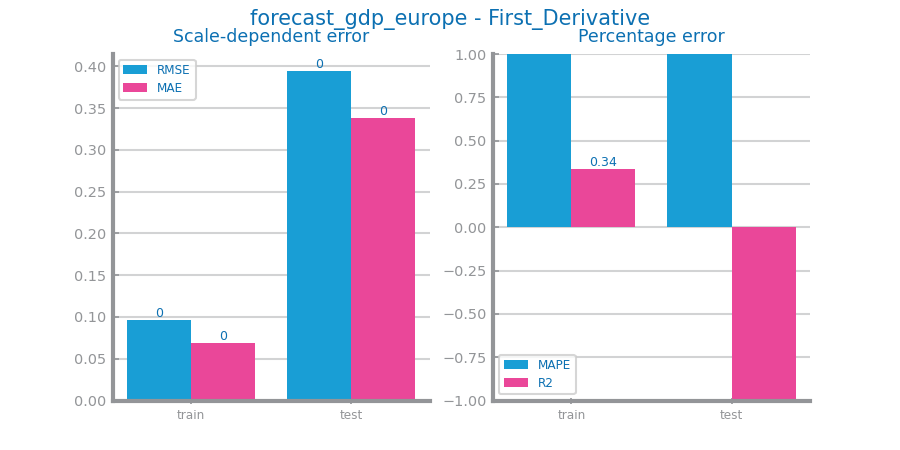 forecast_gdp_europe - First_Derivative
Scale-dependent error
0.40
0.35
0.30
0.25
0.20
0.15
0.10
0.05
0.00
RMSE
MAE
0
0
0
0
train
test
Percentage error
1.00
0.75
0.50
0.25
0.00
−0.25
−0.50
−0.75
−1.00
0.34
MAPE
R2
train
test